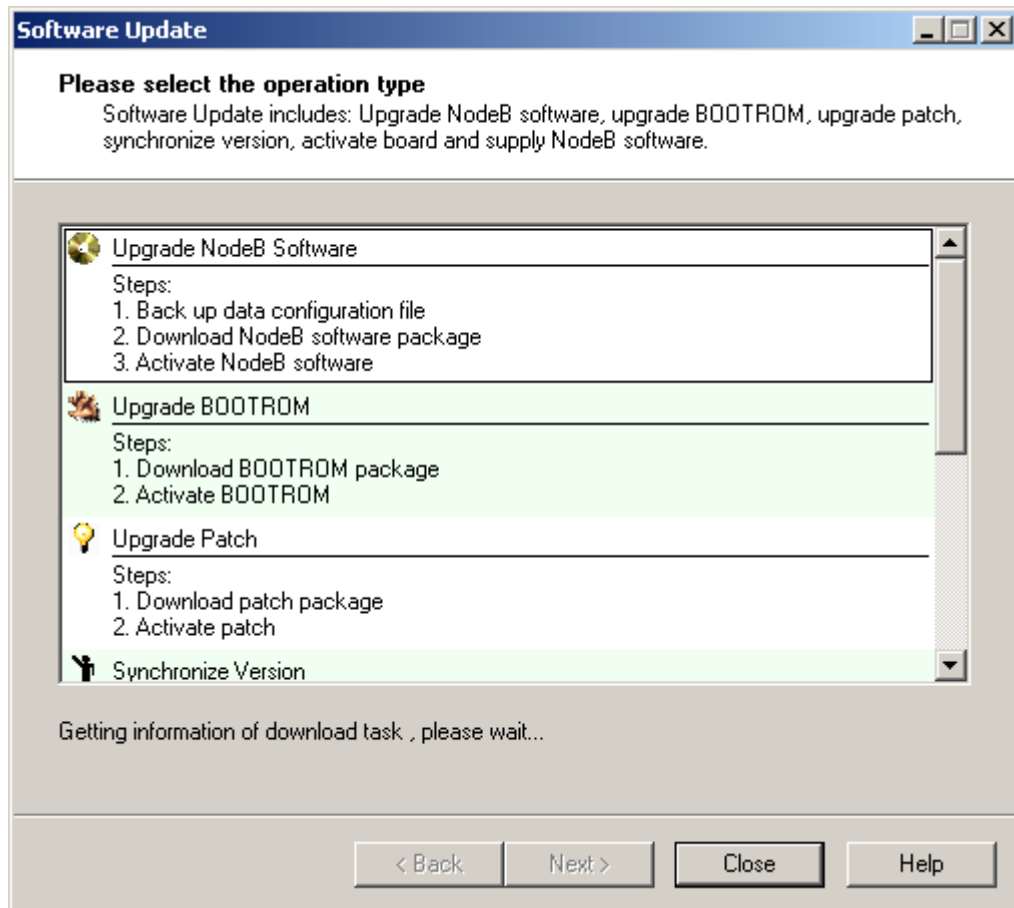 Software Update
Please select the operation type
Software Update includes: Upgrade NodeB software, upgrade BOOTROM, upgrade patch,
synchronize version, activate board and supply NodeB software.
Upgrade NodeB Software
Steps:
1. Back up data configuration file
2. Download NodeB software package
3. Activate NodeB software
Upgrade BOOTROM
Steps:
1. Download BOOTROM package
2. Activate BOOTROM
Upgrade Patch
Steps:
1. Download patch package
2. Activate patch
Synchronize Version
Getting information of download task , please wait...
< Back Next > Close Help